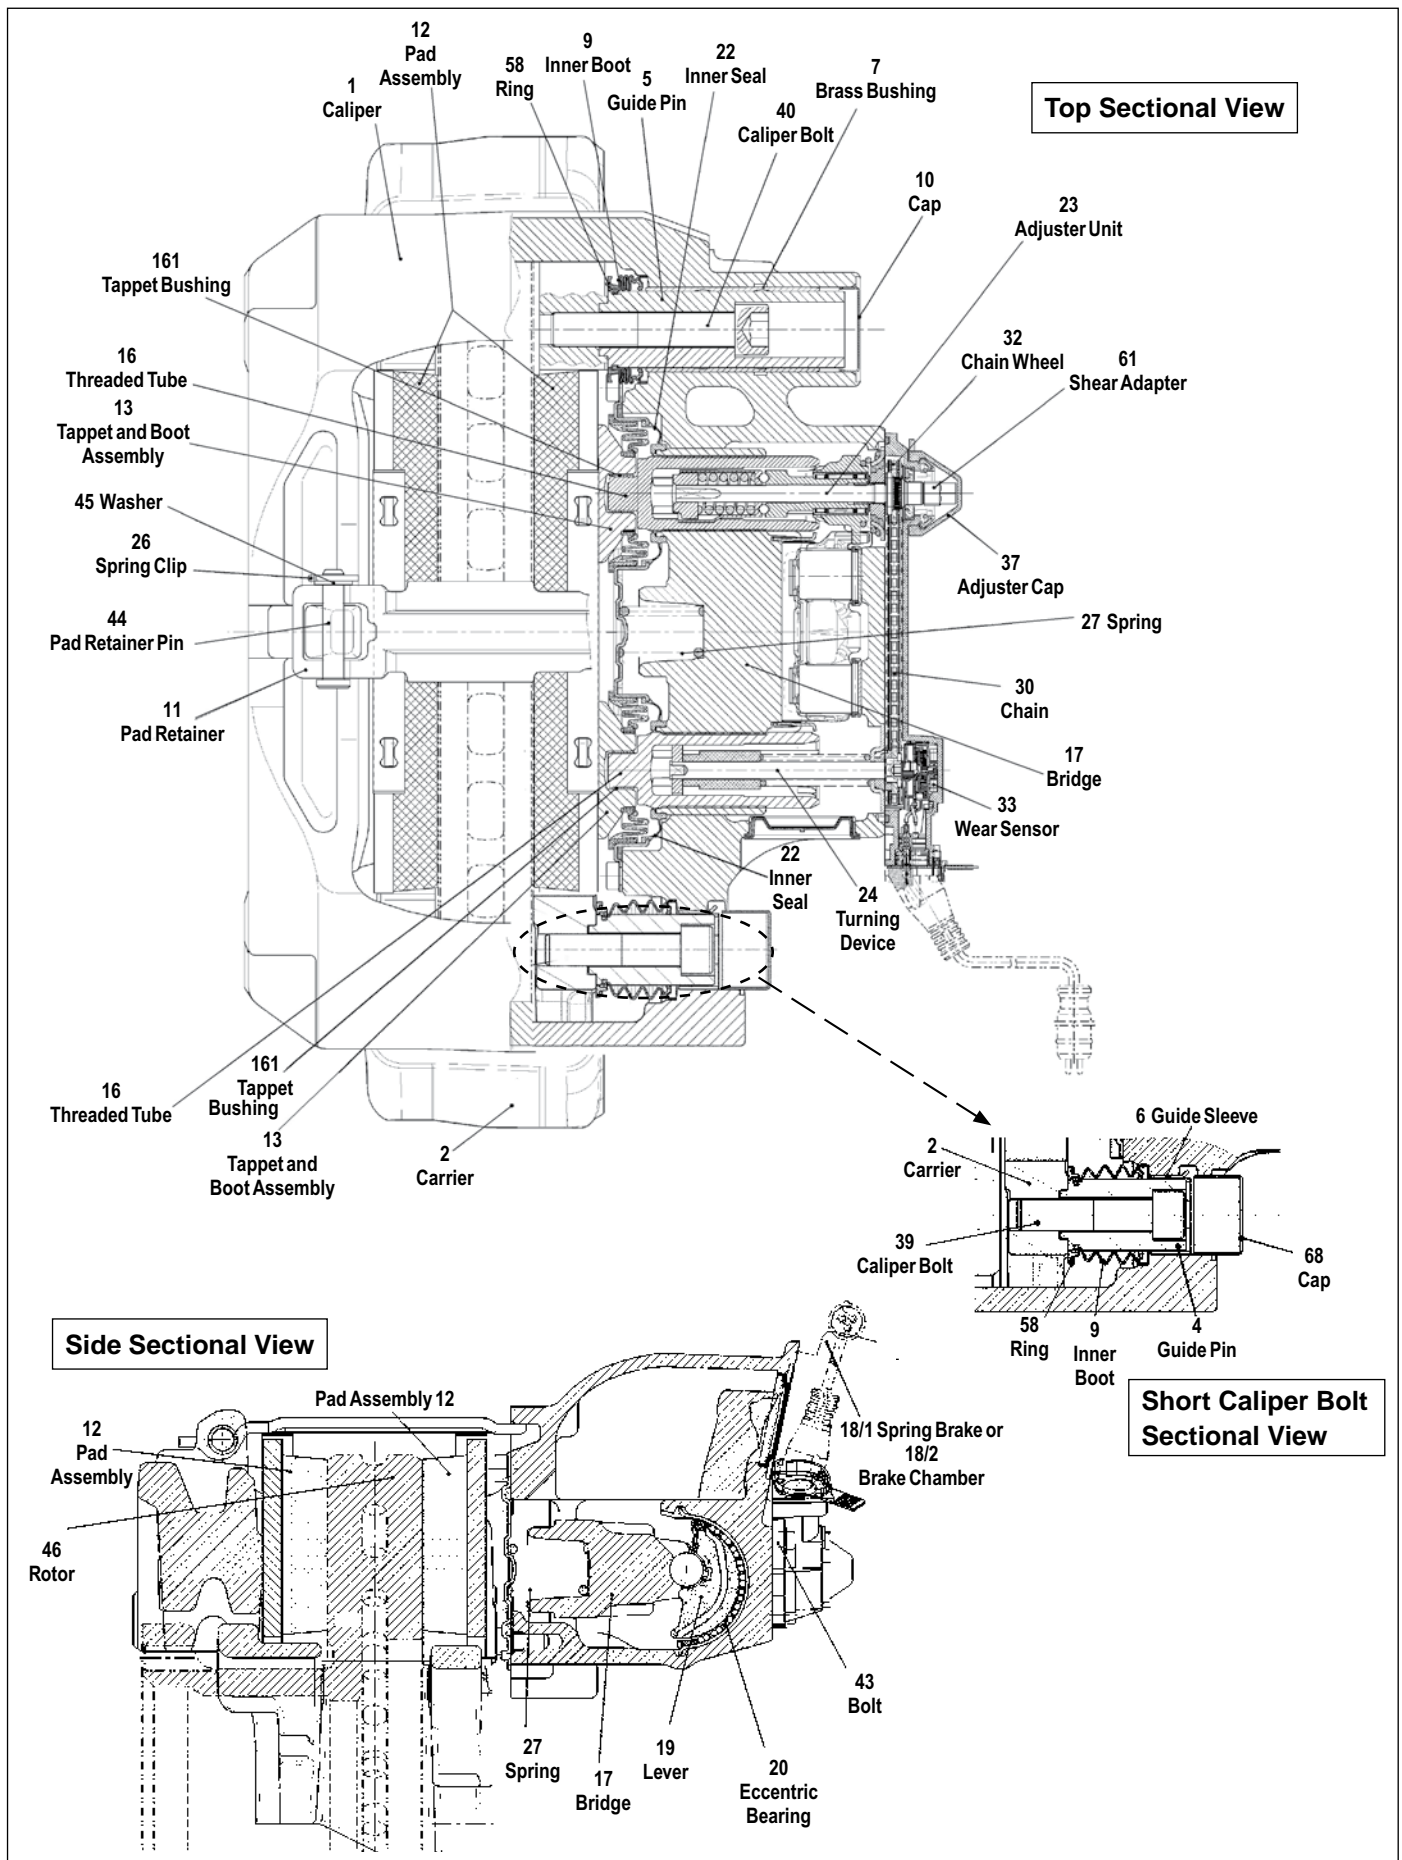 12
Pad
Assembly
9
Inner Boot
22
Inner Seal
7
Brass Bushing
58
Ring
5
Guide Pin
1
Caliper
40
Caliper Bolt
Top Sectional View
10
Cap
23
Adjuster Unit
161
Tappet Bushing
16
Threaded Tube
32
Chain Wheel
61
Shear Adapter
13
Tappet and Boot
Assembly
45 Washer
26
Spring Clip
37
Adjuster Cap
44
Pad Retainer Pin
27 Spring
11
Pad Retainer
30
Chain
17
Bridge
33
Wear Sensor
22
Inner
Seal
24
Turning
Device
16
Threaded Tube
161
Tappet
Bushing
13
Tappet and
Boot Assembly
2
Carrier
6 Guide Sleeve
2
Carrier
39
Caliper Bolt
68
Cap
58
Ring
9
Inner
Boot
4
Guide Pin
Short Caliper Bolt
Sectional View
Side Sectional View
Pad Assembly 12
12
Pad
Assembly
18/1 Spring Brake or
18/2
Brake Chamber
46
Rotor
43
Bolt
27
Spring
17
Bridge
19
Lever
20
Eccentric
Bearing